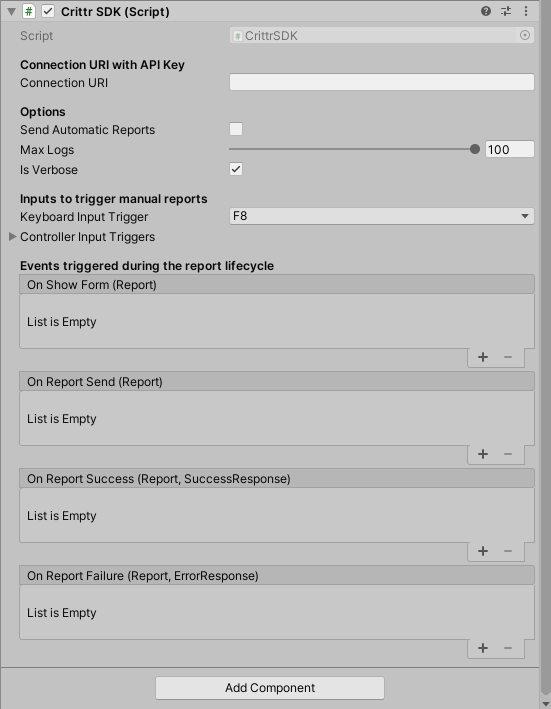 Crittr SDK (Script)
Script CrittrSDK
Connection URI with API Key
Connection URI
Options
Send Automatic Reports
Max Logs 100
Is Verbose
Inputs to trigger manual reports
Keyboard Input Trigger F8
Controller Input Triggers
Events triggered during the report lifecycle
On Show Form (Report)
List is Empty
On Report Send (Report)
List is Empty
On Report Success (Report, SuccessResponse)
List is Empty
On Report Failure (Report, ErrorResponse)
List is Empty
Add Component